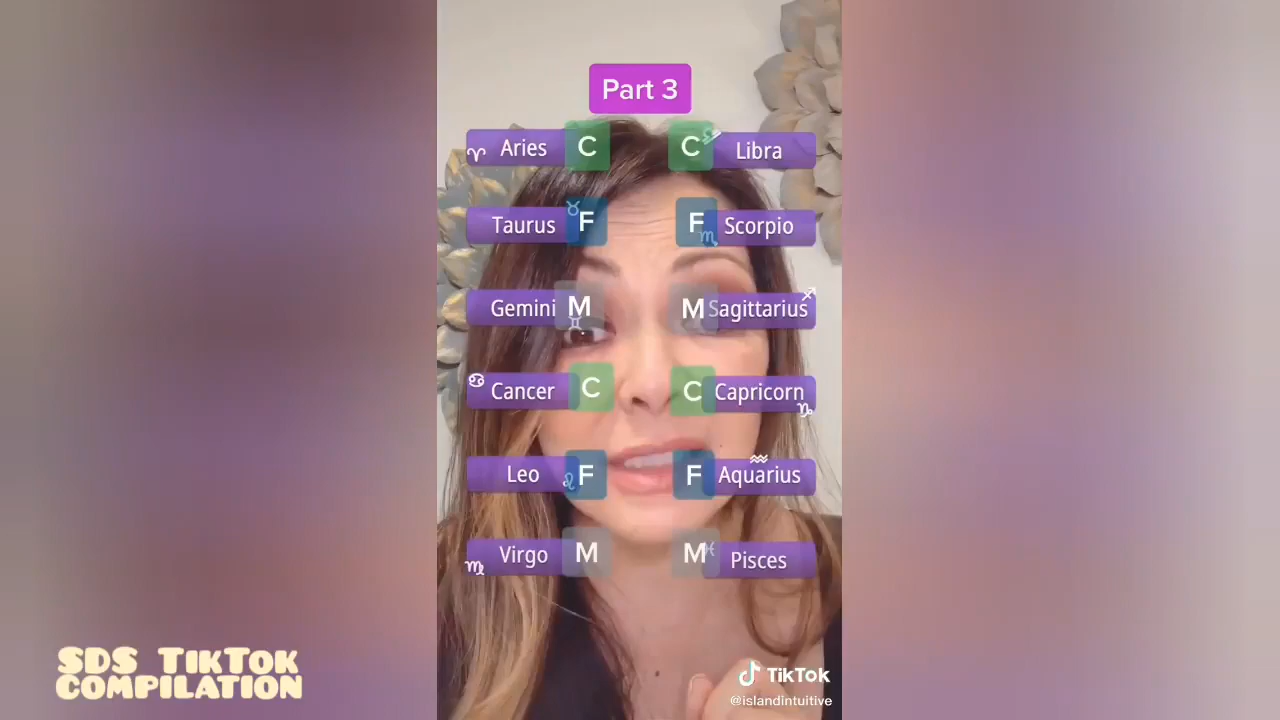 Part 3
Aries C
C Libra
Taurus F
F Scorpio
Gemini M
M Sagittarius
Cancer C
C Capricorn
Leo F
F Aquarius
Virgo M
M Pisces
SDS TikTok
COMPILATION
TikTok
@islandintuitive